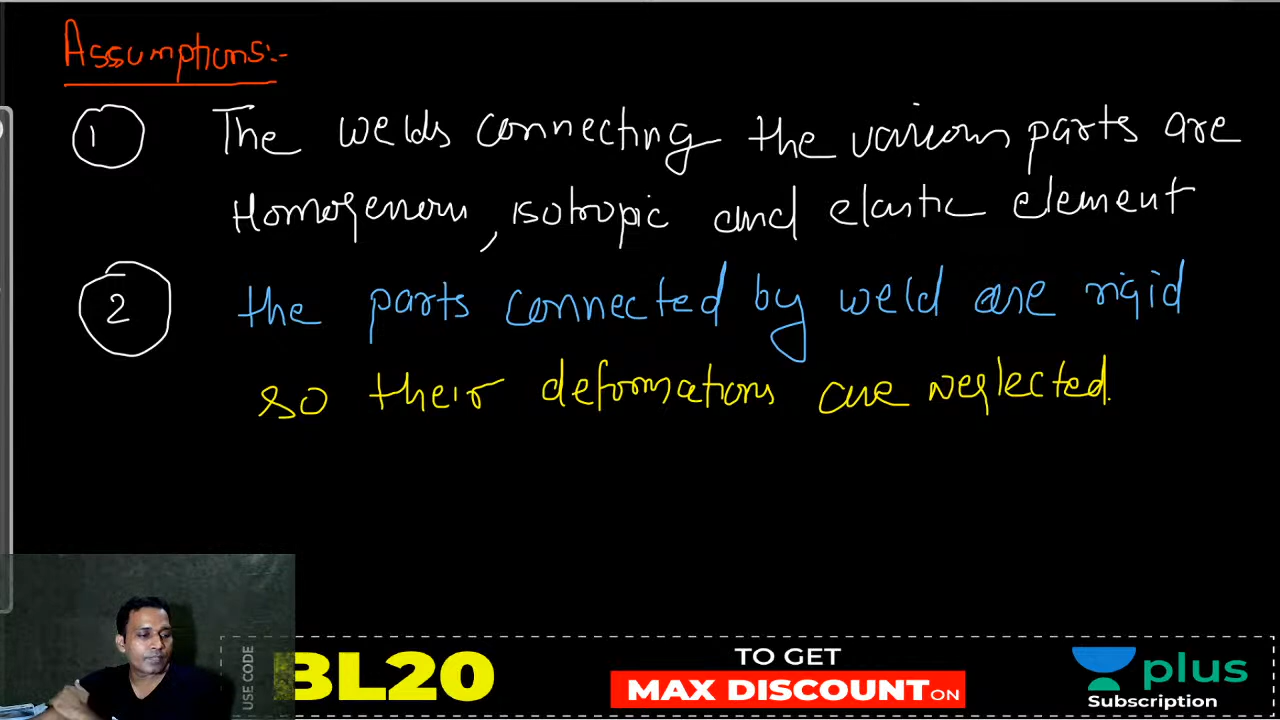 Assumptions:-
1 The welds connecting the various parts are
Homogenous, isotropic and elastic element
2 the parts connected by weld are rigid
so their deformations are neglected.
USE CODE
BL20
TO GET
MAX DISCOUNT ON
plus
Subscription